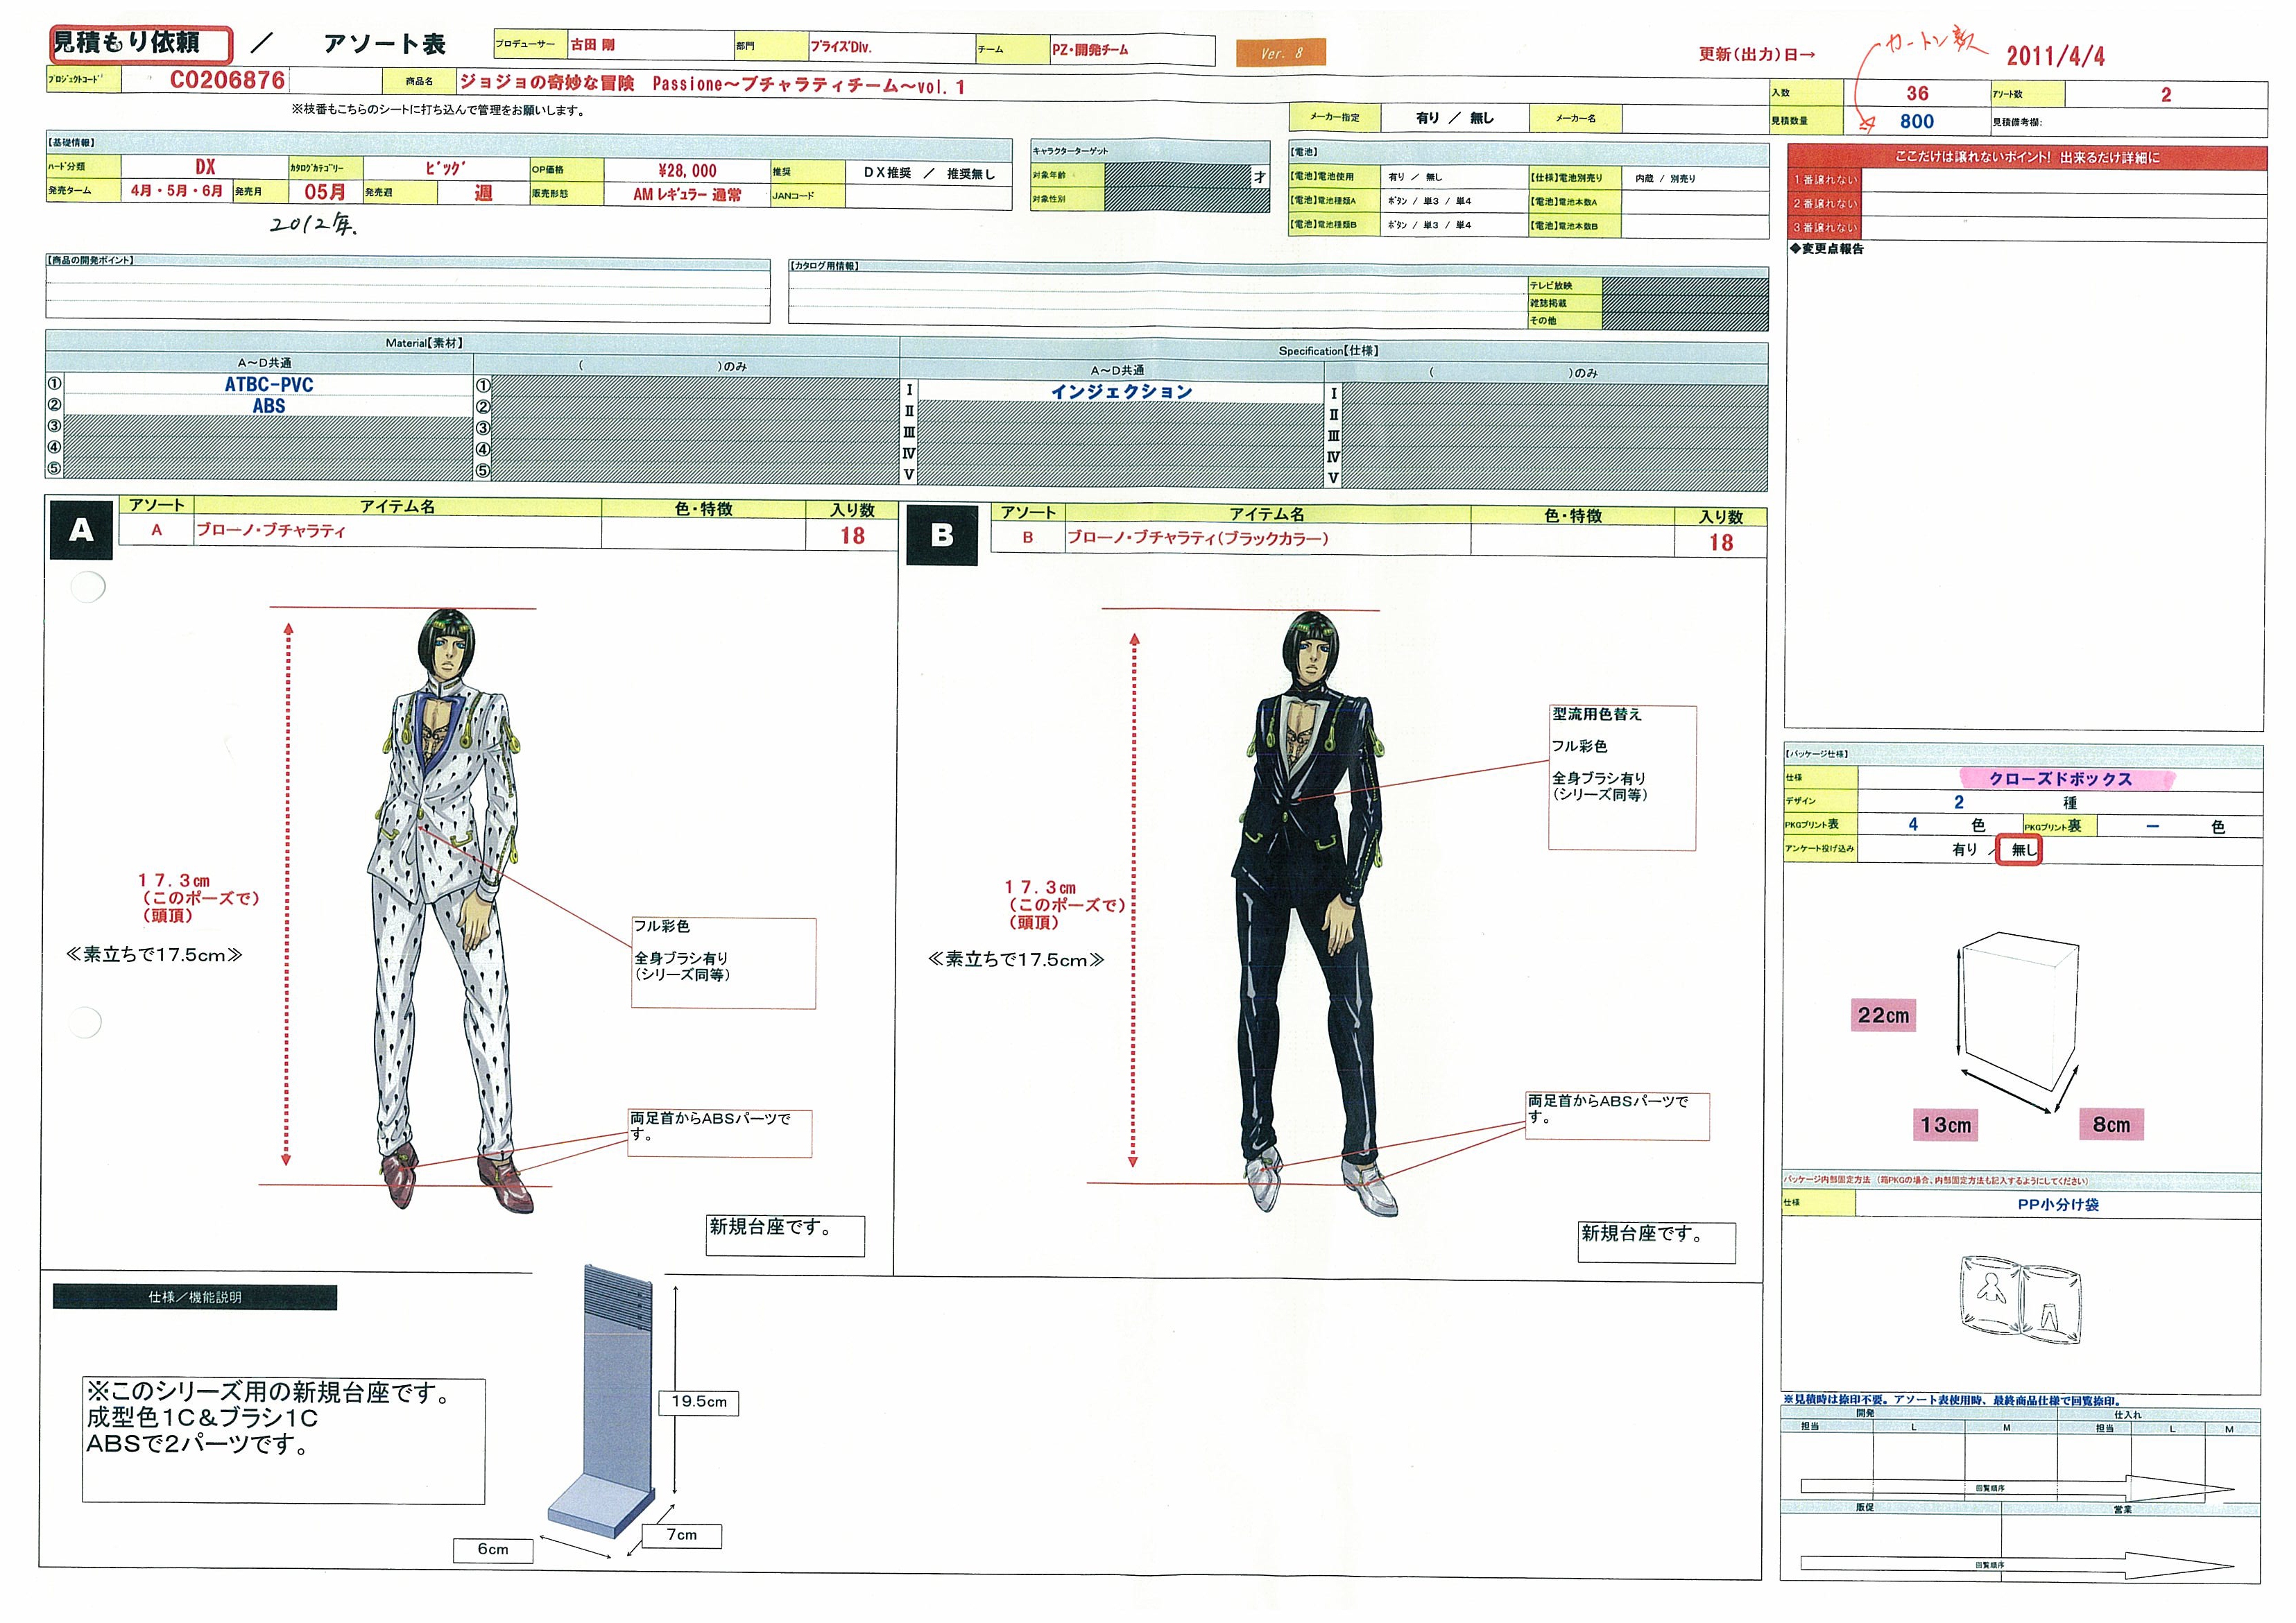 見積もり依頼 ／ アソート表
プロデューサー 古田 剛 部門 プライズDiv. チーム PZ・開発チーム
Ver. 8
更新(出力)日→ カートン数 2011/4/4
プロジェクトコード C0206876 商品名 ジョジョの奇妙な冒険 Passione～ブチャラティチーム～vol. 1
入数 36 アソート数 2
見積数量 800 見積備考欄:
※枝番もこちらのシートに打ち込んで管理をお願いします。
メーカー指定 有り ／ 無し メーカー名
【基礎情報】
ハード分類 DX カタログカテゴリー ビッグ OP価格 ¥28,000 推奨 ＤＸ推奨 ／ 推奨無し
発売ターム 4月・5月・6月 発売月 05月 発売週 週 販売形態 AM レギュラー 通常 JANコード
2012年.
キャラクターターゲット
対象年齢 才
対象性別
【電池】
【電池】電池使用 有り ／ 無し 【仕様】電池別売り 内蔵 ／ 別売り
【電池】電池種類A ボタン ／ 単3 ／ 単4 【電池】電池本数A
【電池】電池種類B ボタン ／ 単3 ／ 単4 【電池】電池本数B
ここだけは譲れないポイント! 出来るだけ詳細に
1番譲れない
2番譲れない
3番譲れない
◆変更点報告
【商品の開発ポイント】
【カタログ用情報】
テレビ放映
雑誌掲載
その他
Material【素材】
A～D共通 ( )のみ
① ATBC-PVC ①
② ABS ②
③ ③
④ ④
⑤ ⑤
Specification【仕様】
A～D共通 ( )のみ
Ⅰ インジェクション Ⅰ
Ⅱ Ⅱ
Ⅲ Ⅲ
Ⅳ Ⅳ
Ⅴ Ⅴ
A
アソート アイテム名 色・特徴 入り数
A ブローノ・ブチャラティ 18
17.3cm
(このポーズで)
(頭頂)
≪素立ちで17.5cm≫
フル彩色
全身ブラシ有り
(シリーズ同等)
両足首からABSパーツで
す。
新規台座です。
B
アソート アイテム名 色・特徴 入り数
B ブローノ・ブチャラティ(ブラックカラー) 18
17.3cm
(このポーズで)
(頭頂)
≪素立ちで17.5cm≫
型流用色替え
フル彩色
全身ブラシ有り
(シリーズ同等)
両足首からABSパーツで
す。
新規台座です。
仕様／機能説明
※このシリーズ用の新規台座です。
成型色1C＆ブラシ1C
ABSで2パーツです。
19.5cm
7cm
6cm
【パッケージ仕様】
仕様 クローズドボックス
デザイン 2 種
PKGプリント表 4 色 PKGプリント裏 － 色
アンケート投げ込み 有り ／ 無し
22cm
13cm
8cm
パッケージ内部固定方法 (箱PKGの場合、内部固定方法も記入するようにしてください)
仕様 PP小分け袋
※見積時は捺印不要。アソート表使用時、最終商品仕様で回覧捺印。
開発 仕入れ
担当 L M 担当 L M
回覧順序
販促 営業
回覧順序